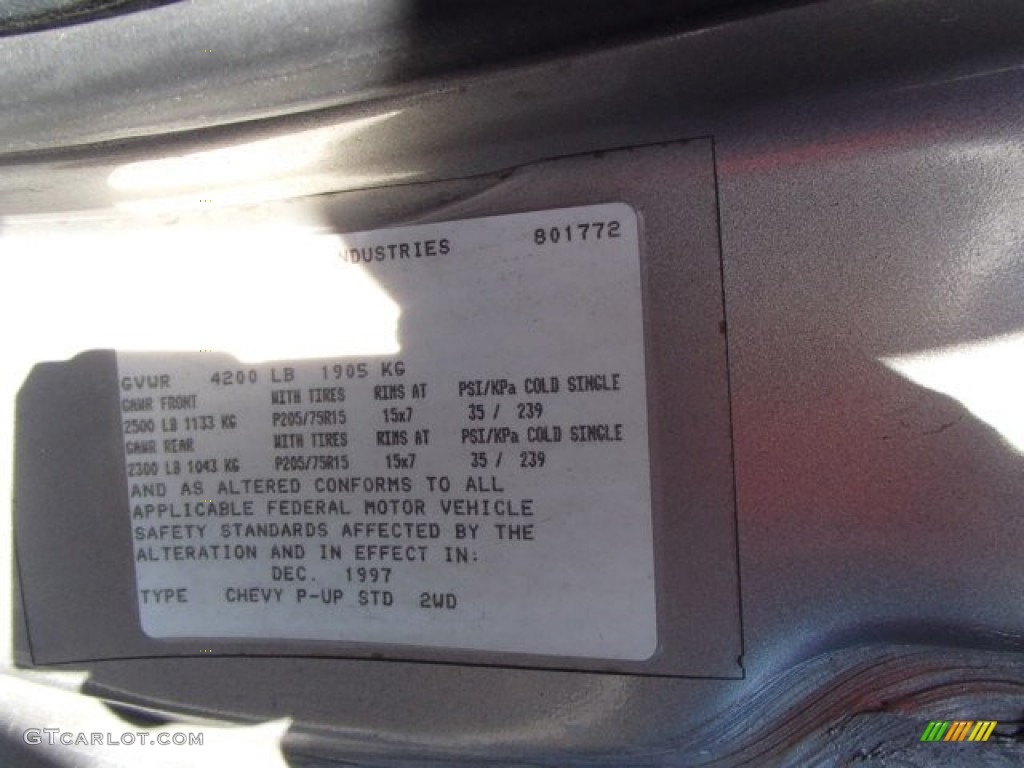 INDUSTRIES 801772
GVWR 4200 LB 1905 KG
GAWR FRONT WITH TIRES RIMS AT PSI/KPa COLD SINGLE
2500 LB 1133 KG P205/75R15 15x7 35 / 239
GAWR REAR WITH TIRES RIMS AT PSI/KPa COLD SINGLE
2300 LB 1043 KG P205/75R15 15x7 35 / 239
AND AS ALTERED CONFORMS TO ALL
APPLICABLE FEDERAL MOTOR VEHICLE
SAFETY STANDARDS AFFECTED BY THE
ALTERATION AND IN EFFECT IN:
DEC. 1997
TYPE CHEVY P-UP STD 2WD
GTcarlot.com